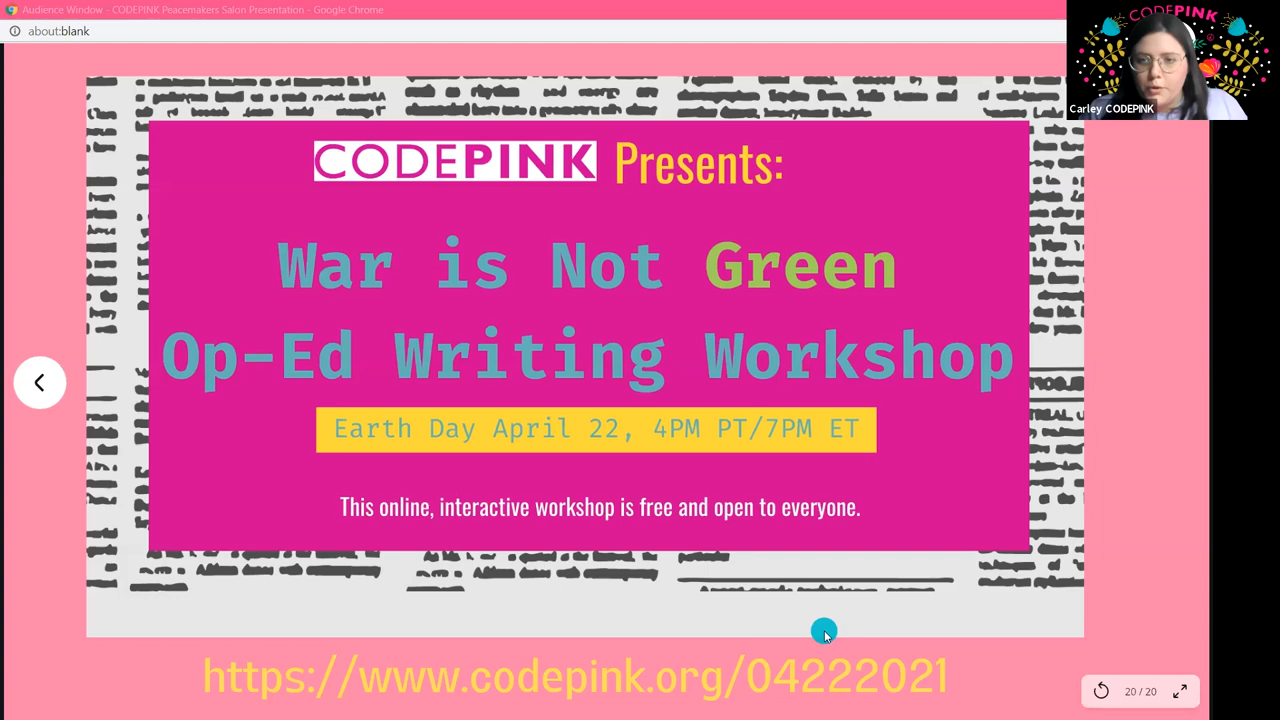 Audience Window - CODEPINK Peacemakers Salon Presentation - Google Chrome
about:blank
CODEPINK
Carley CODEPINK
CODEPINK Presents:
War is Not Green
Op-Ed Writing Workshop
Earth Day April 22, 4PM PT/7PM ET
This online, interactive workshop is free and open to everyone.
https://www.codepink.org/04222021
20 / 20